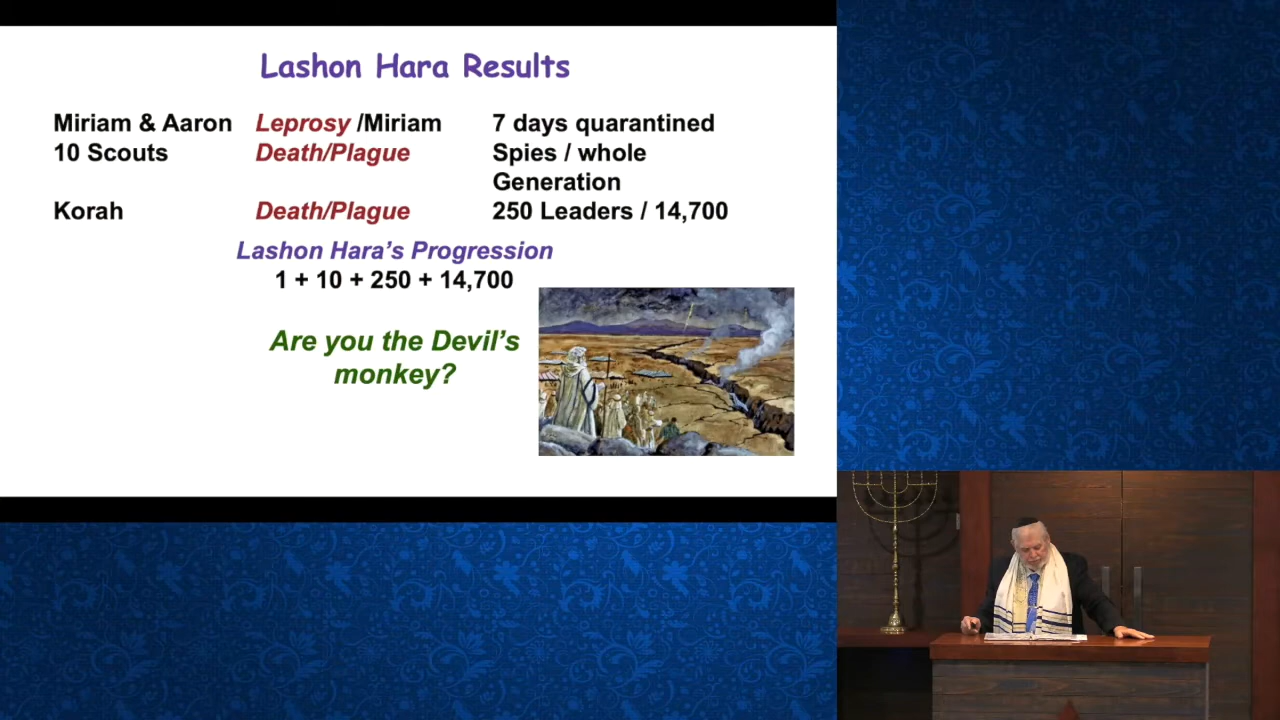 Lashon Hara Results
Miriam & Aaron Leprosy /Miriam 7 days quarantined
10 Scouts Death/Plague Spies / whole
Generation
Korah Death/Plague 250 Leaders / 14,700
Lashon Hara's Progression
1 + 10 + 250 + 14,700
Are you the Devil's
monkey?